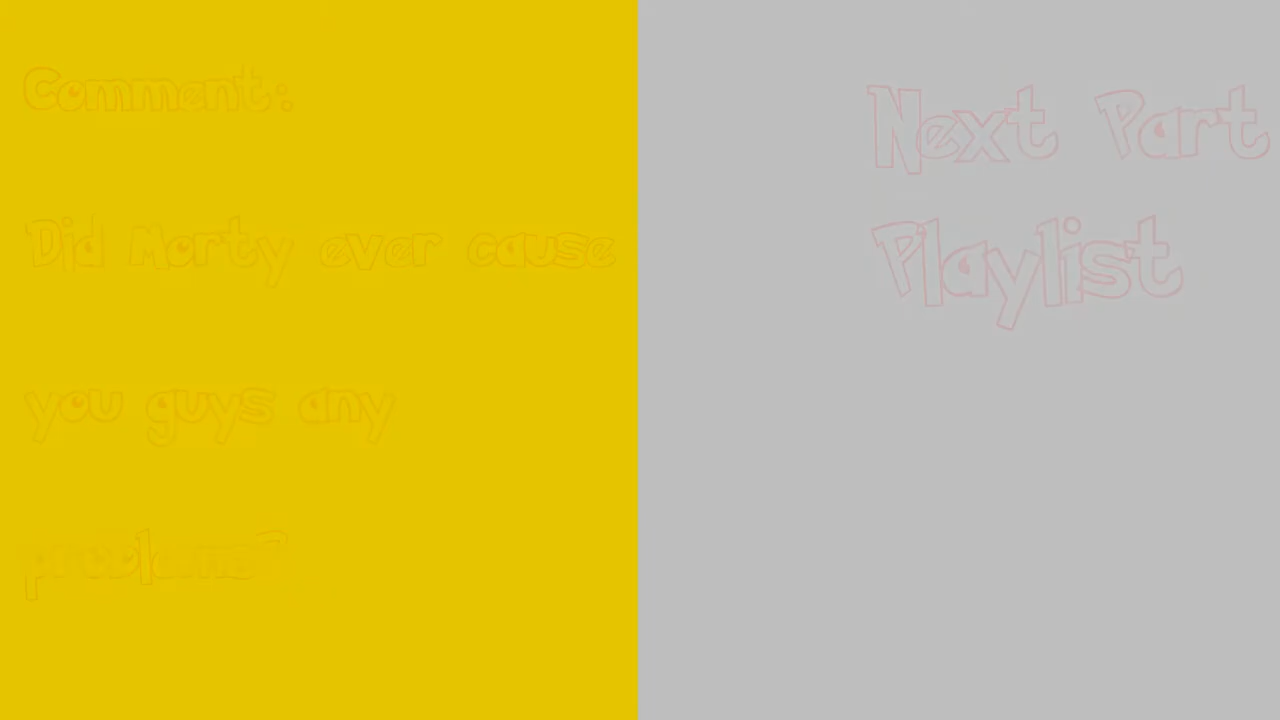 Comment:
Did Morty ever cause
you guys any
problems?
Next Part
Playlist